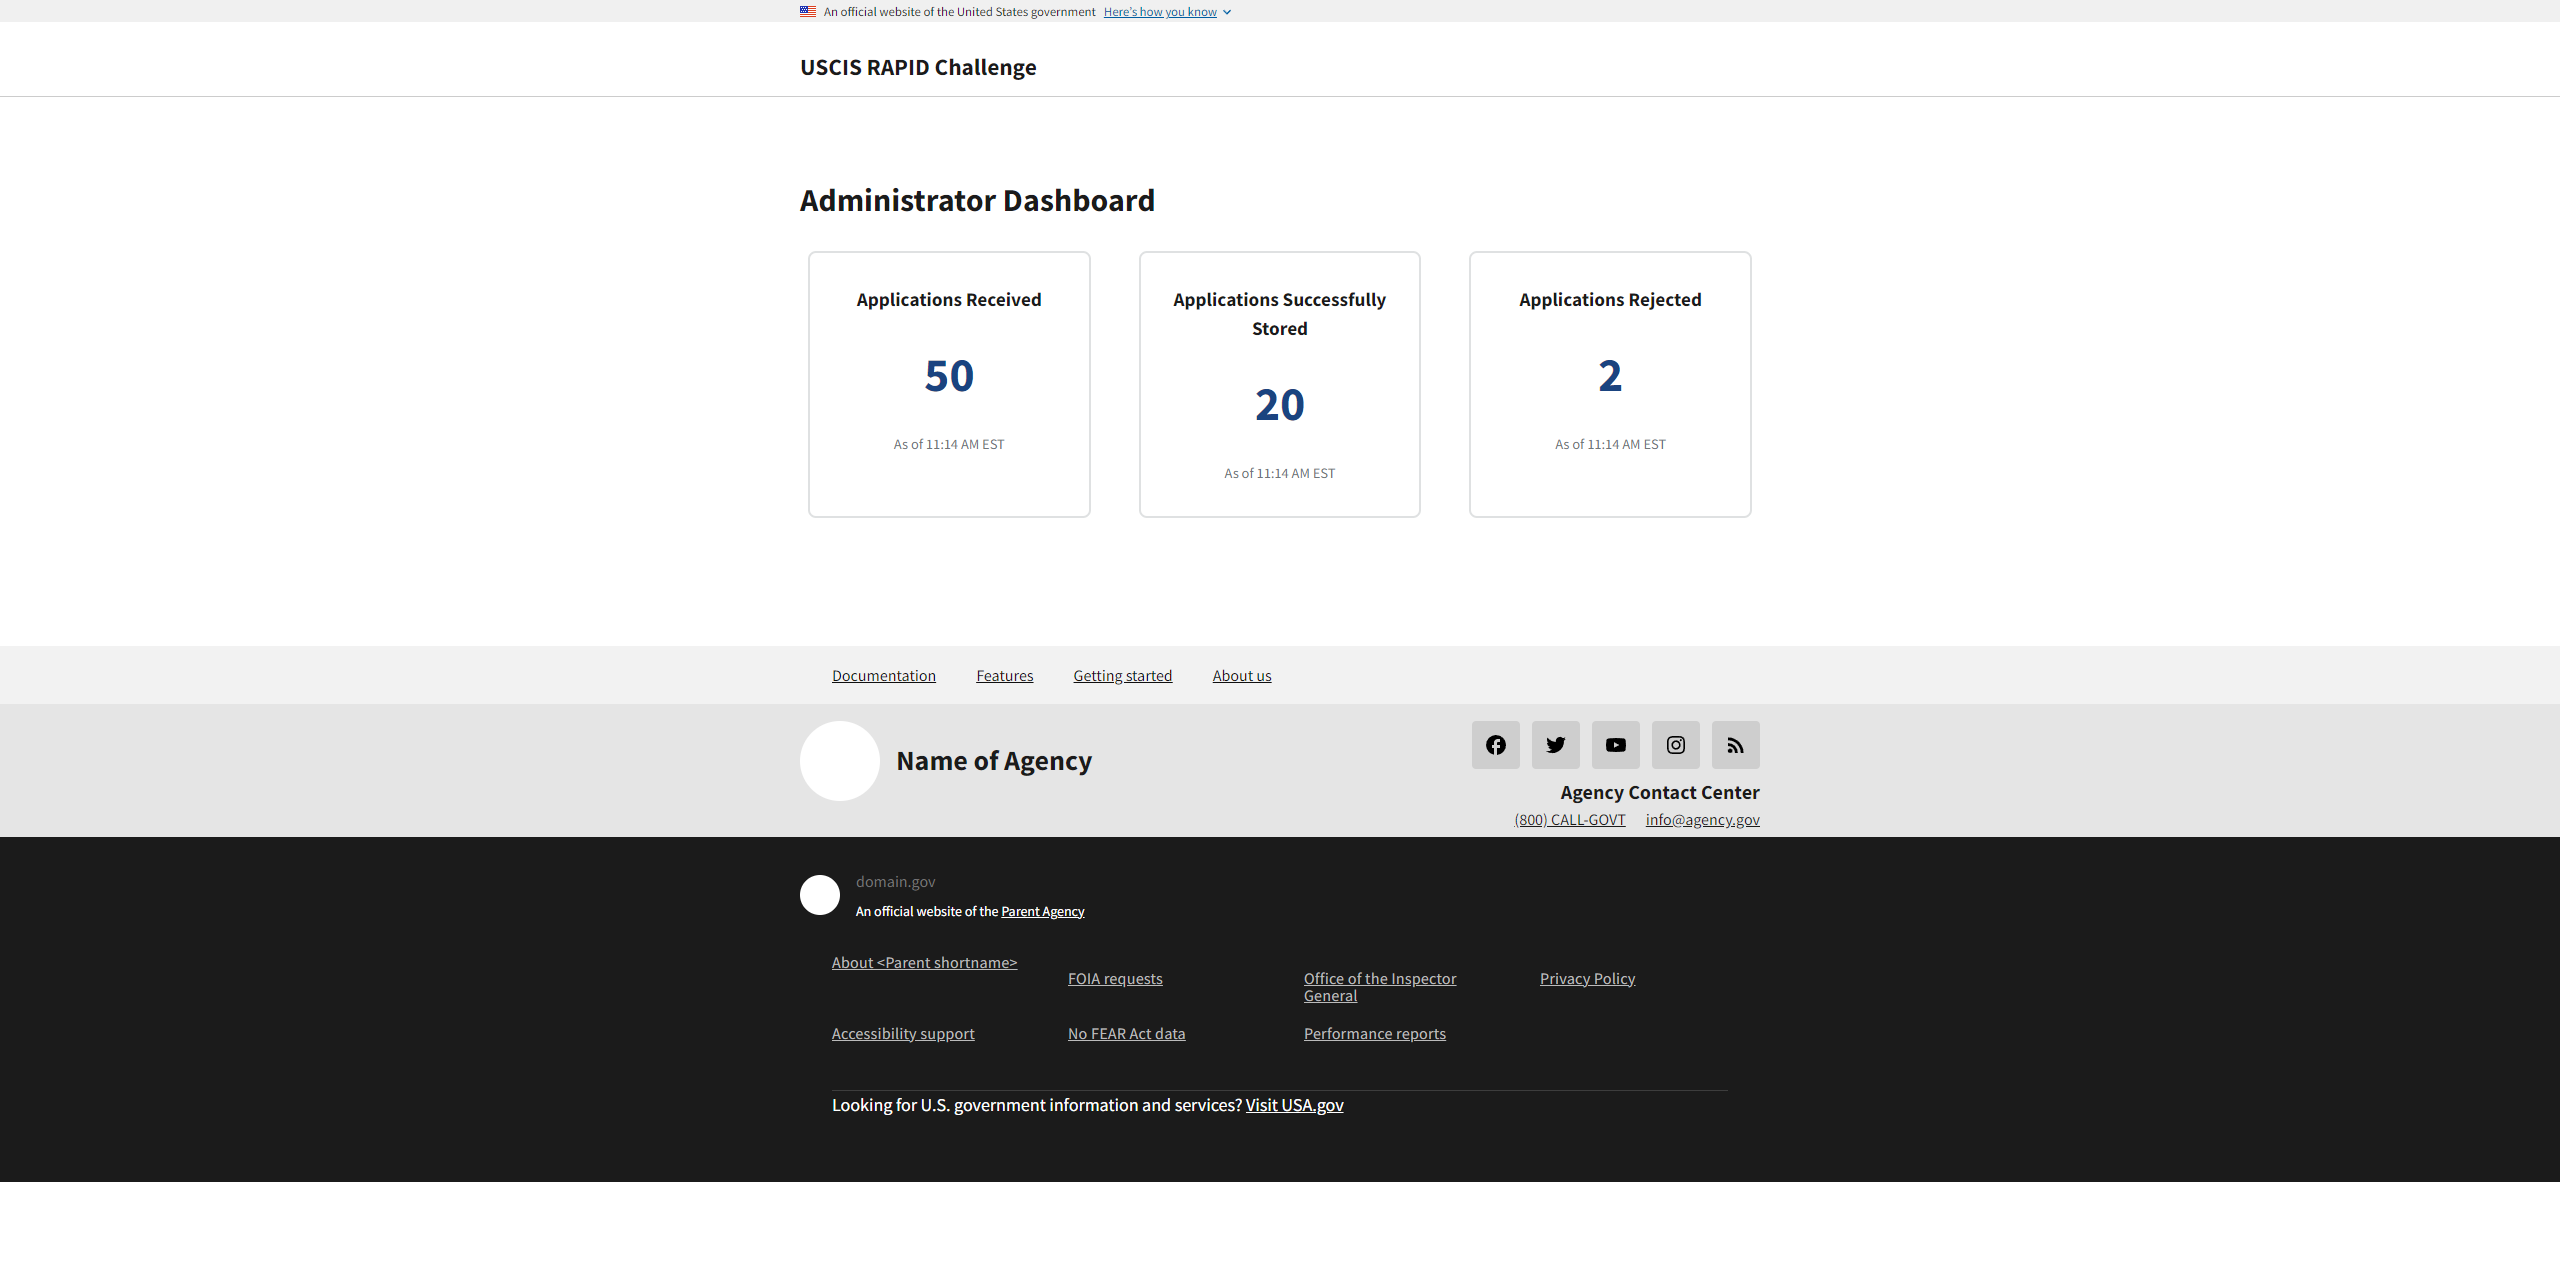 An official website of the United States government Here's how you know
USCIS RAPID Challenge
Administrator Dashboard
Applications Received
50
As of 11:14 AM EST
Applications Successfully
Stored
20
As of 11:14 AM EST
Applications Rejected
2
As of 11:14 AM EST
Documentation Features Getting started About us
Name of Agency
Agency Contact Center
(800) CALL-GOVT info@agency.gov
domain.gov
An official website of the Parent Agency
About <Parent shortname>
FOIA requests
Office of the Inspector
General
Privacy Policy
Accessibility support
No FEAR Act data
Performance reports
Looking for U.S. government information and services? Visit USA.gov